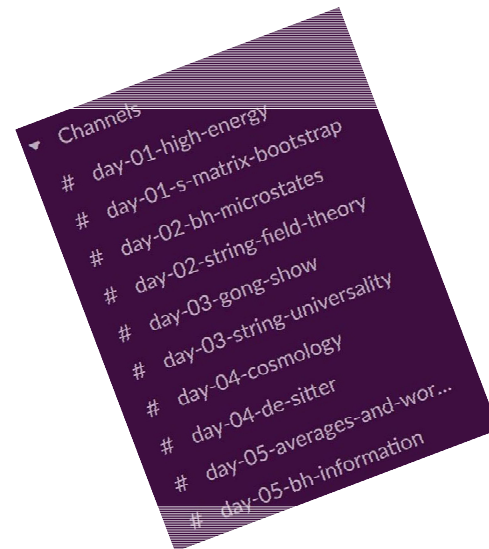 Channels
# day-01-high-energy
# day-01-s-matrix-bootstrap
# day-02-bh-microstates
# day-02-string-field-theory
# day-03-gong-show
# day-03-string-universality
# day-04-cosmology
# day-04-de-sitter
# day-05-averages-and-wor...
# day-05-bh-information